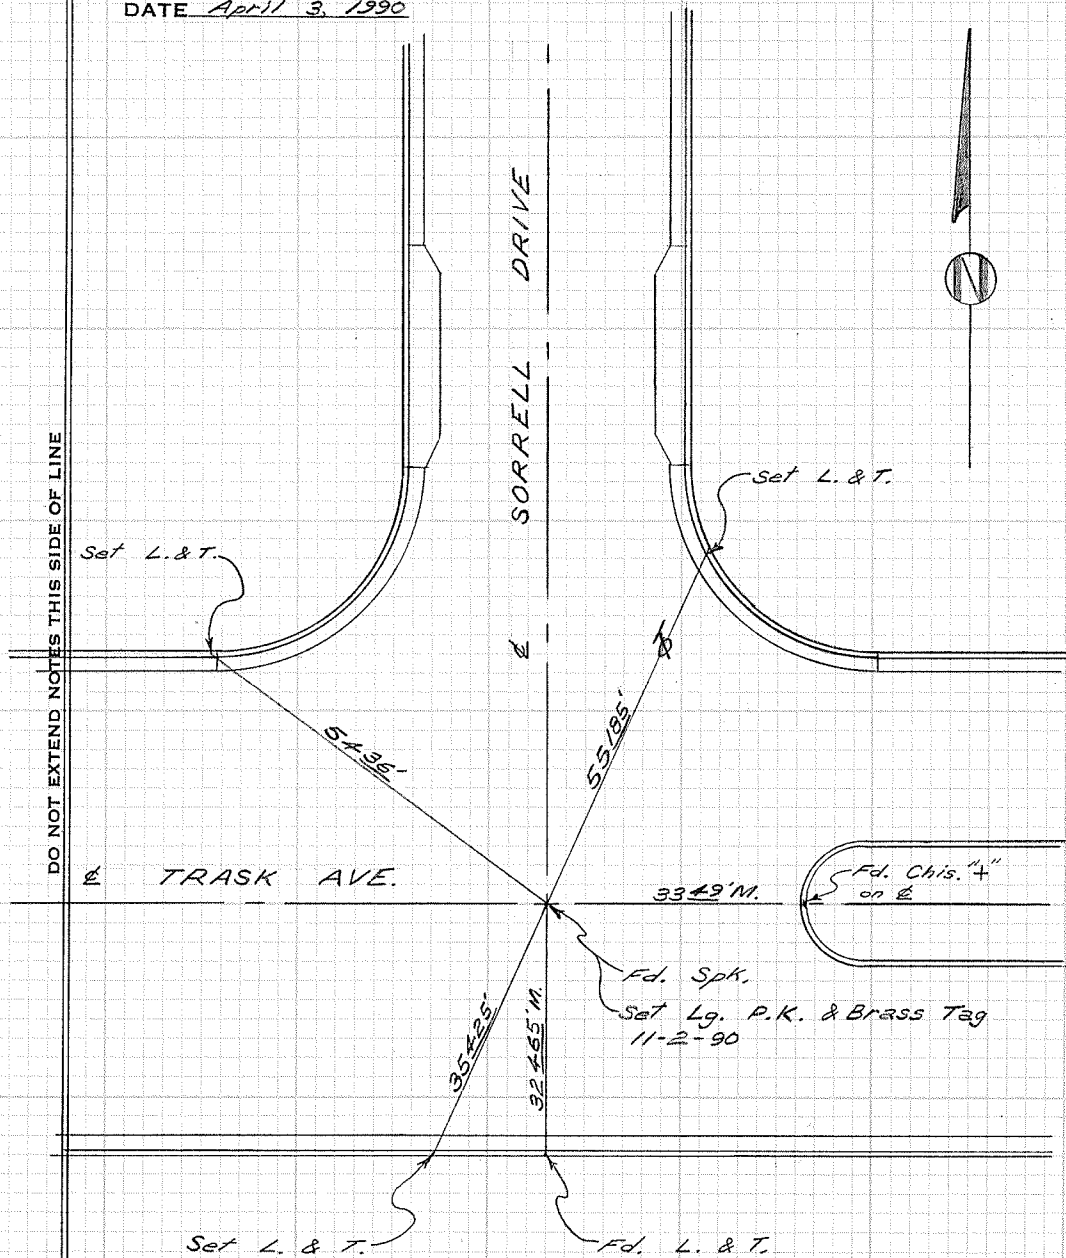 DATE April 3, 1990
DO NOT EXTEND NOTES THIS SIDE OF LINE
℄ SORRELL DRIVE
N
Set L. & T.
Set L. & T.
54 36
55 185'
℄ TRASK AVE.
33 49' M.
Fd. Chis. "+"
on ℄
Fd. Spk.
Set Lg. P.K. & Brass Tag
11-2-90
35 425'
32 465' M.
Set L. & T.
Fd. L. & T.